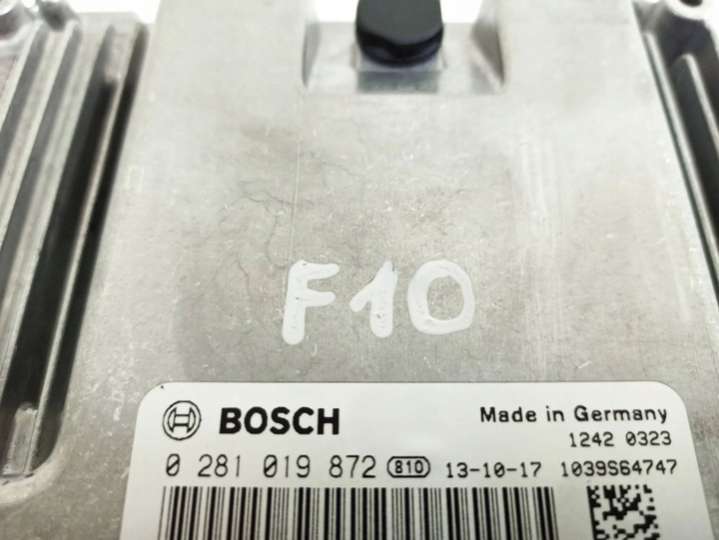 F10
BOSCH Made in Germany
1242 0323
0 281 019 872 810 13-10-17 1039S64747